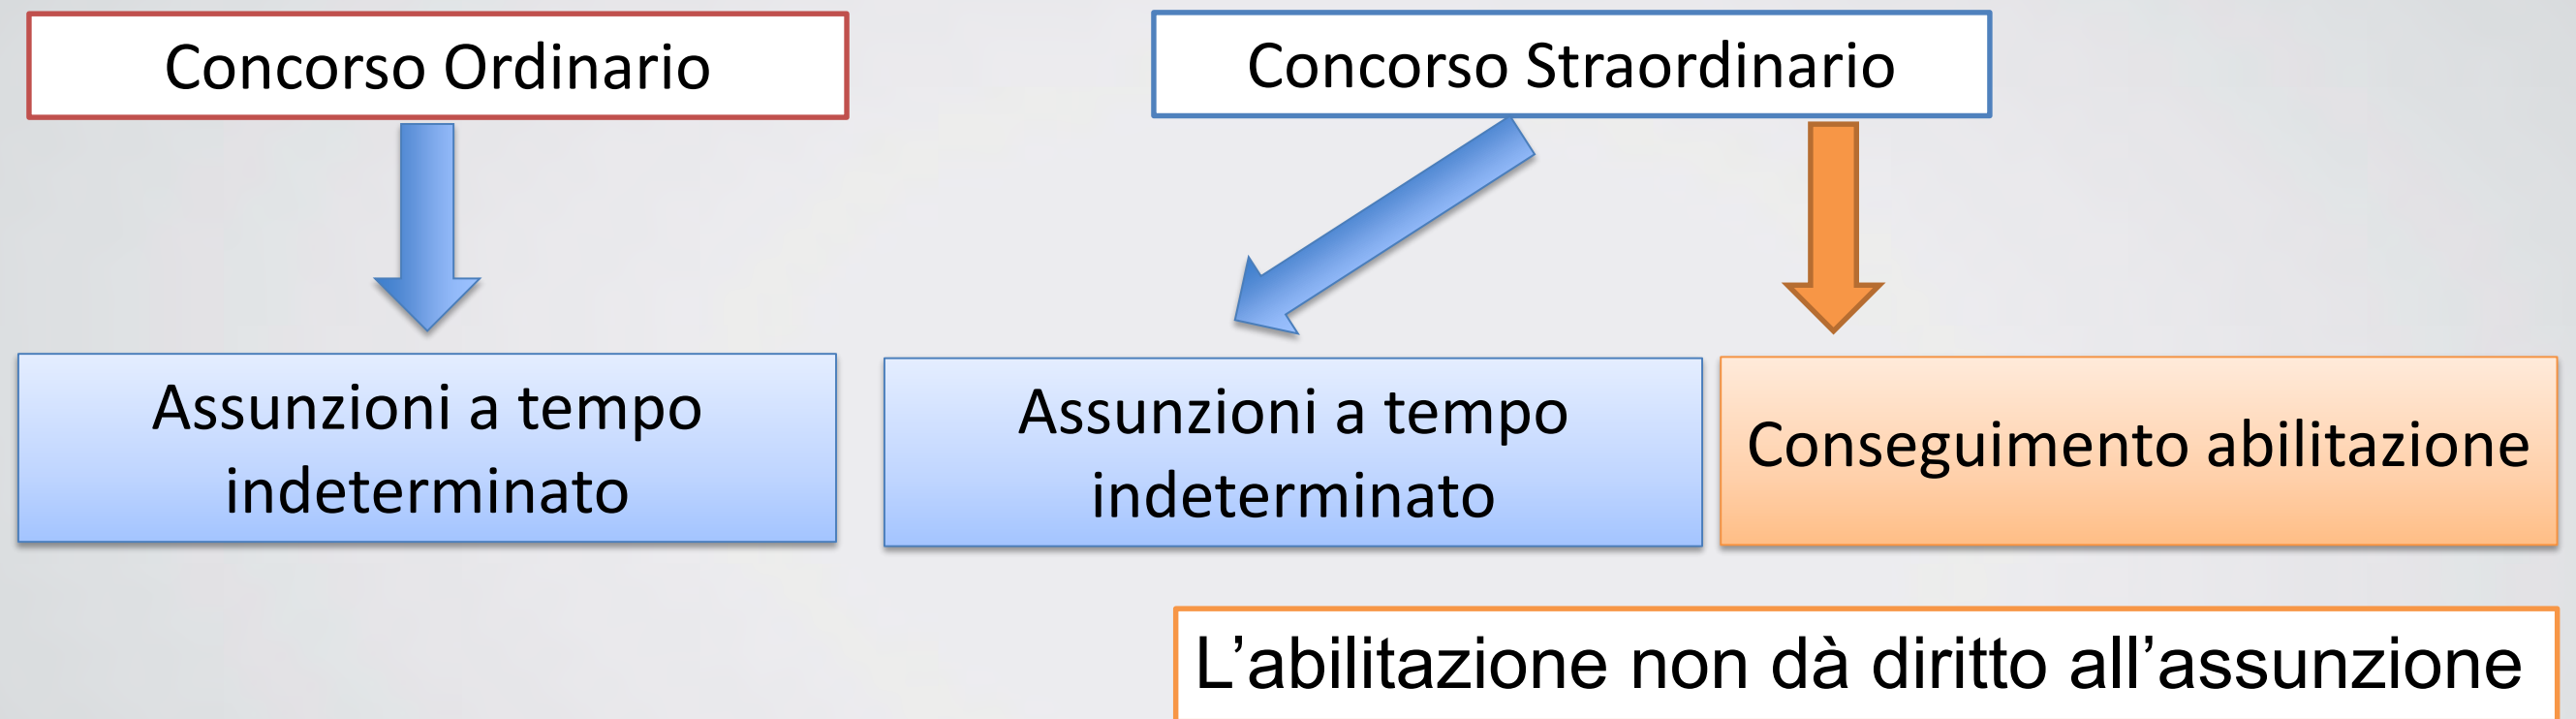 Concorso Ordinario
Concorso Straordinario
Assunzioni a tempo
indeterminato
Assunzioni a tempo
indeterminato
Conseguimento abilitazione
L’abilitazione non dà diritto all’assunzione